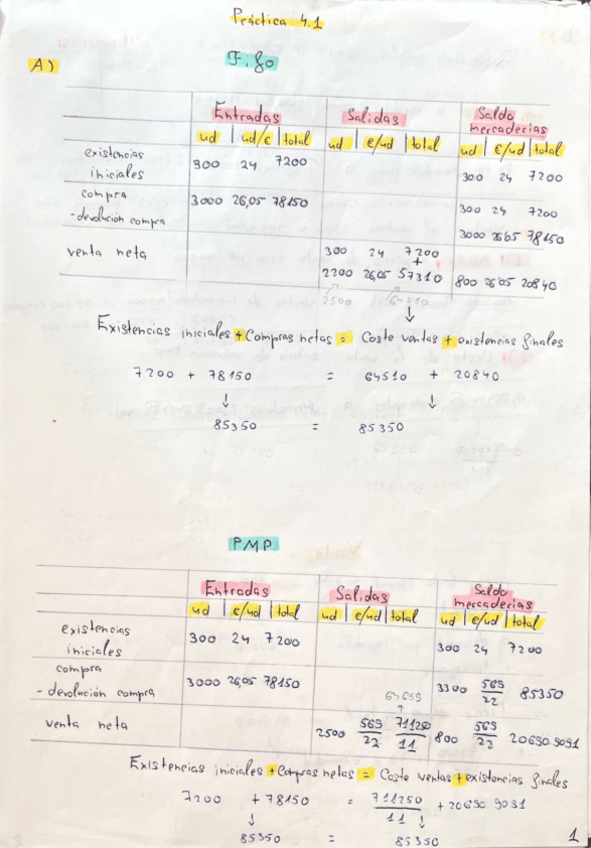 Práctica 4.1
A)
Fifo
Entradas Salidas Saldo mercaderías
ud | ud/€ | total ud | €/ud | total ud | €/ud | total
existencias iniciales 300 24 7200 300 24 7200
compra 3000 26,05 78150 300 24 7200
-devolución compra 3000 26'05 78150
venta neta 300 24 7200
+
2200 26,05 57310 800 26'05 20840
2500 64510
↓
Existencias iniciales + Compras netas = Coste ventas + existencias finales
7200 + 78150 = 64510 + 20840
↓ ↓
85350 = 85350
PMP
Entradas Salidas Saldo mercaderías
ud | €/ud | total ud | €/ud | total ud | €/ud | total
existencias iniciales 300 24 7200 300 24 7200
compra
-devolución compra 3000 26,05 78150 3300 569/22 85350
64659
↑
venta neta 2500 569/22 711250/11 800 569/22 20690.9091
Existencias iniciales + Compras netas = Coste ventas + existencias finales
7200 + 78150 = 711250/11 + 20690 9091
↓ ↓
85350 = 85350
1